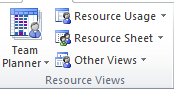 Team
Planner
Resource Usage
Resource Sheet
Other Views
Resource Views